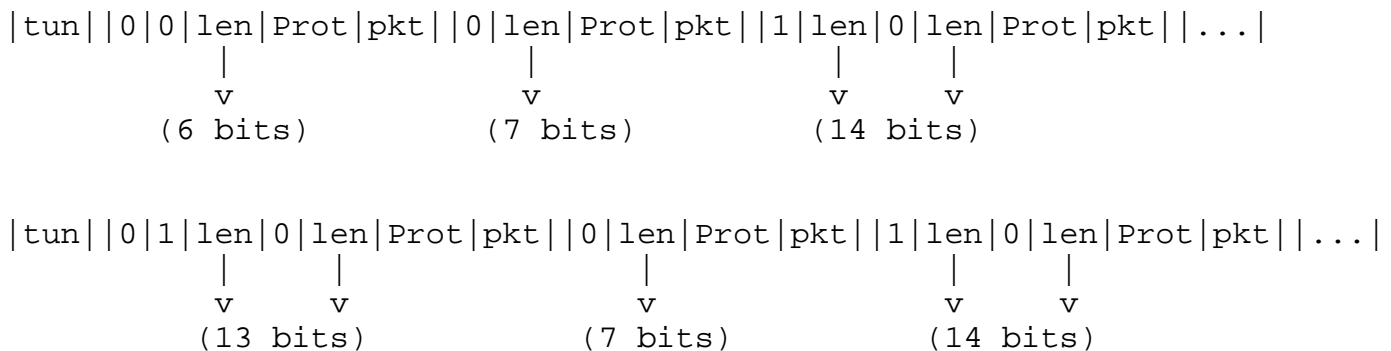 |tun||0|0|len|Prot|pkt||0|len|Prot|pkt||1|len|0|len|Prot|pkt||...|
| | | |
v v v v
(6 bits) (7 bits) (14 bits)
|tun||0|1|len|0|len|Prot|pkt||0|len|Prot|pkt||1|len|0|len|Prot|pkt||...|
| | | | |
v v v v v
(13 bits) (7 bits) (14 bits)